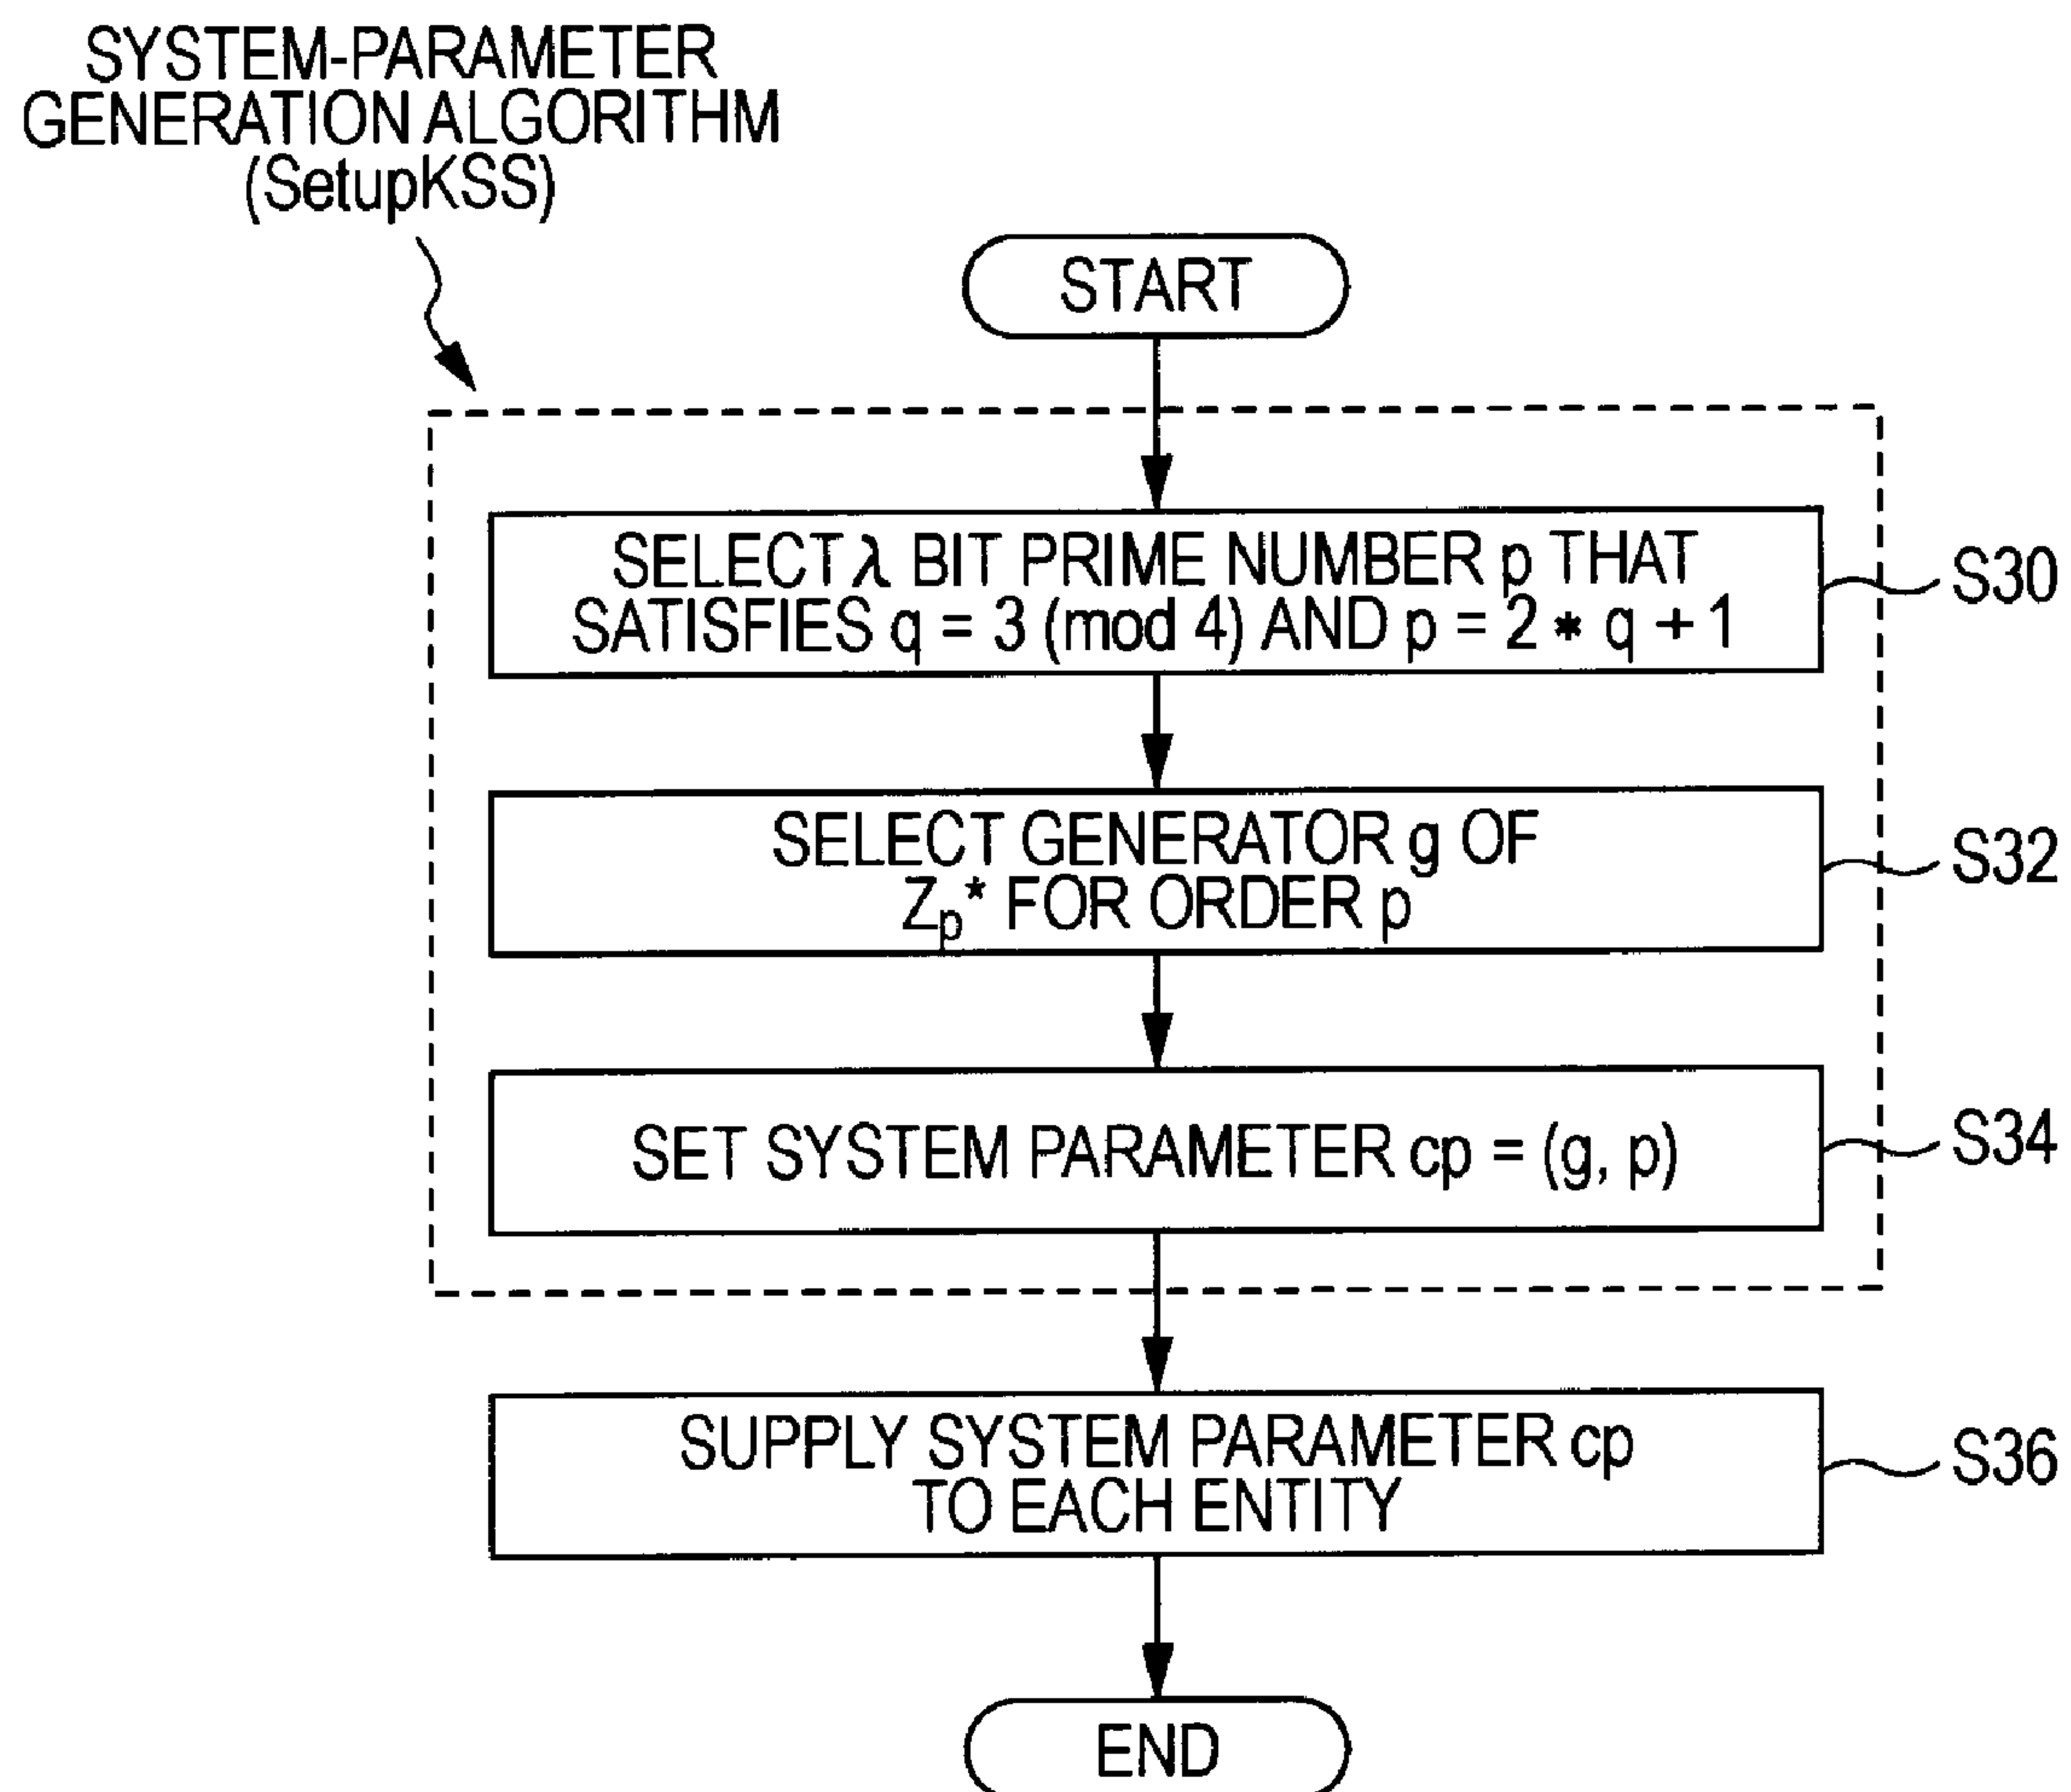 SYSTEM-PARAMETER
GENERATION ALGORITHM
(SetupKSS)
START
SELECT λ BIT PRIME NUMBER p THAT
SATISFIES q = 3 (mod 4) AND p = 2 * q + 1
S30
SELECT GENERATOR g OF
Zp* FOR ORDER p
S32
SET SYSTEM PARAMETER cp = (g, p)
S34
SUPPLY SYSTEM PARAMETER cp
TO EACH ENTITY
S36
END